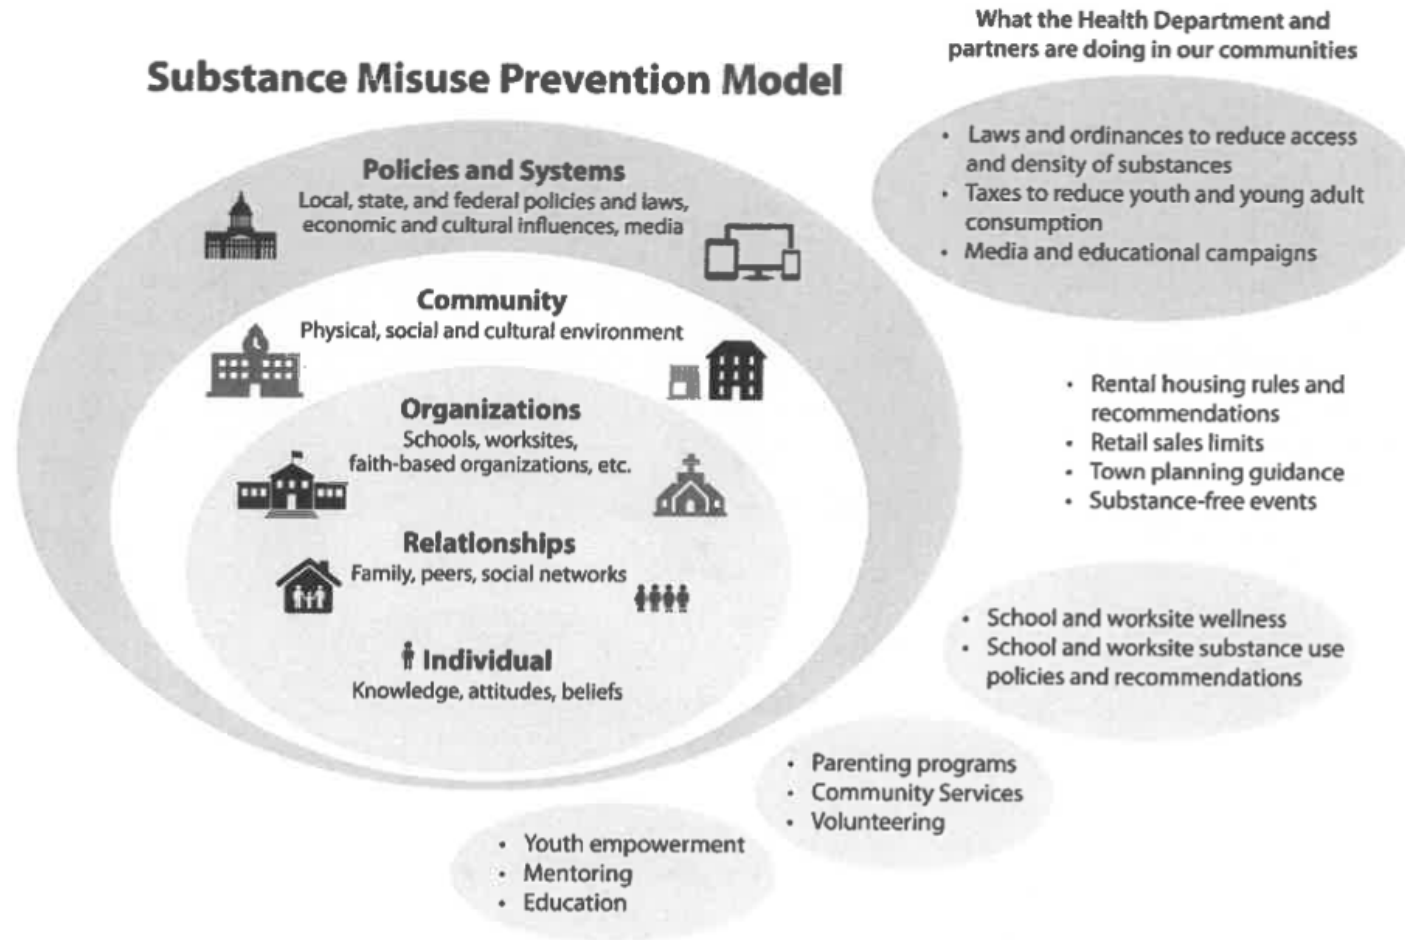 What the Health Department and
partners are doing in our communities
Substance Misuse Prevention Model
Policies and Systems
Local, state, and federal policies and laws,
economic and cultural influences, media
Community
Physical, social and cultural environment
Organizations
Schools, worksites,
faith-based organizations, etc.
Relationships
Family, peers, social networks
Individual
Knowledge, attitudes, beliefs
• Laws and ordinances to reduce access
and density of substances
• Taxes to reduce youth and young adult
consumption
• Media and educational campaigns
• Rental housing rules and
recommendations
• Retail sales limits
• Town planning guidance
• Substance-free events
• School and worksite wellness
• School and worksite substance use
policies and recommendations
• Parenting programs
• Community Services
• Volunteering
• Youth empowerment
• Mentoring
• Education